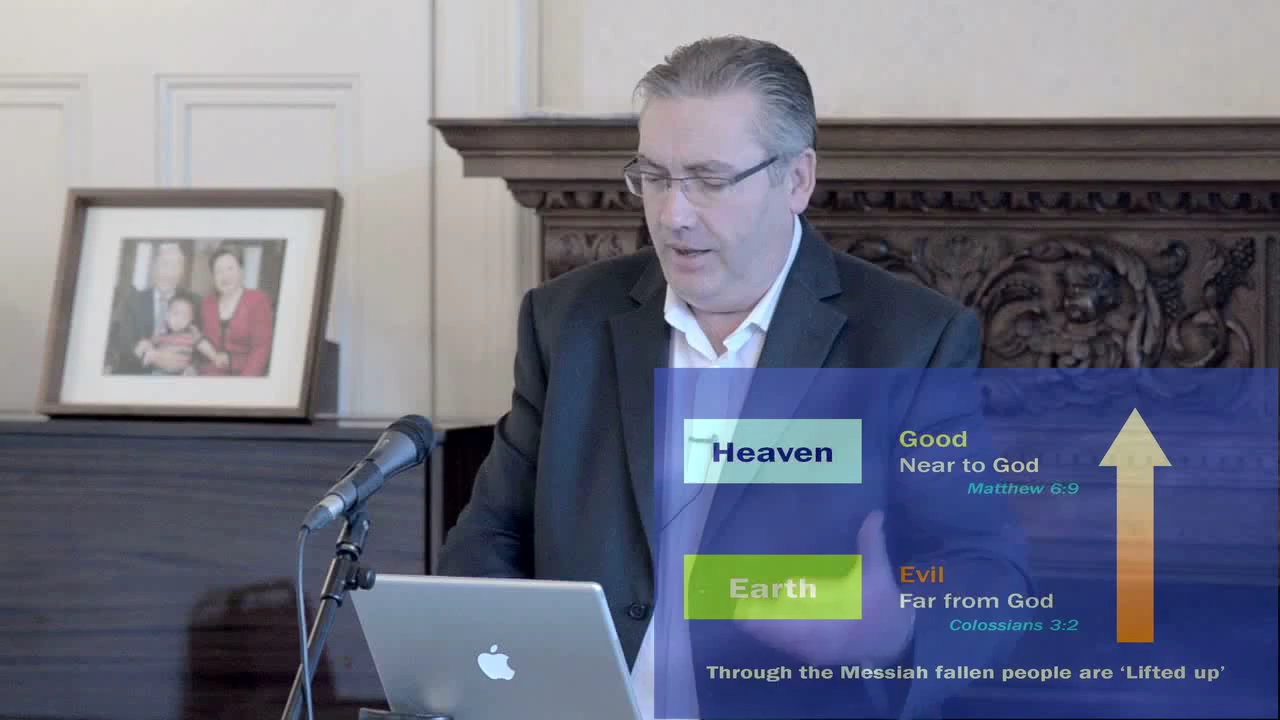 Heaven
Good
Near to God
Matthew 6:9
Earth
Evil
Far from God
Colossians 3:2
Through the Messiah fallen people are ‘Lifted up’